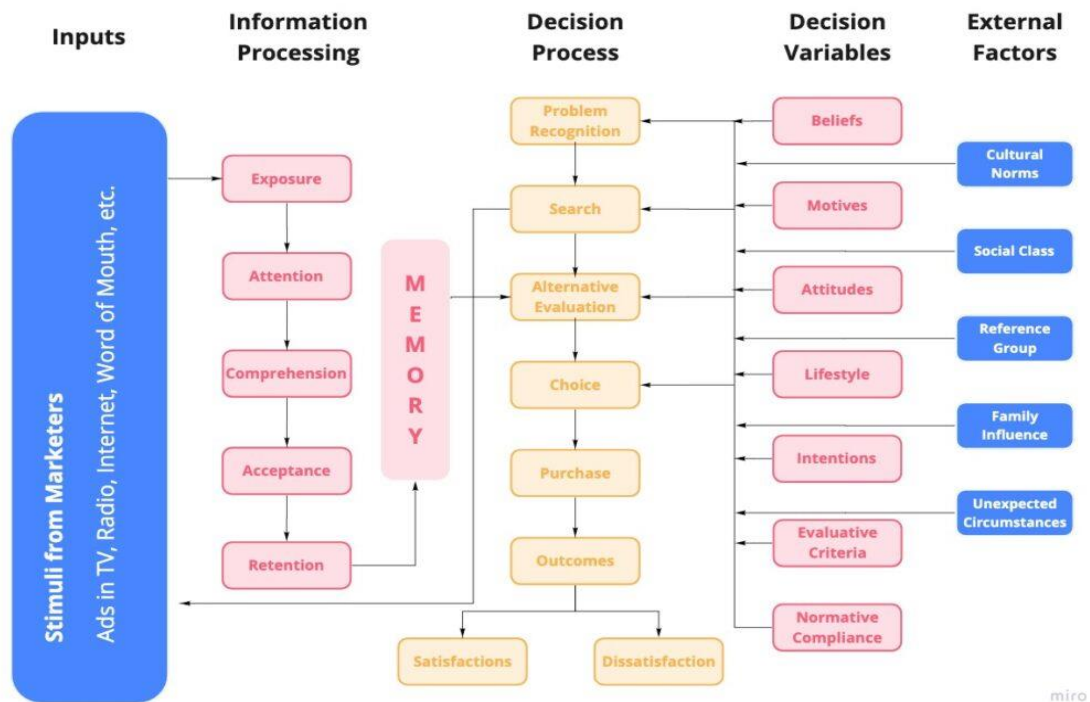 Inputs
Information
Processing
Decision
Process
Decision
Variables
External
Factors
Stimuli from Marketers
Ads in TV, Radio, Internet, Word of Mouth, etc.
Exposure
Attention
Comprehension
Acceptance
Retention
MEMORY
Problem
Recognition
Search
Alternative
Evaluation
Choice
Purchase
Outcomes
Satisfactions
Dissatisfaction
Beliefs
Motives
Attitudes
Lifestyle
Intentions
Evaluative
Criteria
Normative
Compliance
Cultural
Norms
Social Class
Reference
Group
Family
Influence
Unexpected
Circumstances
miro